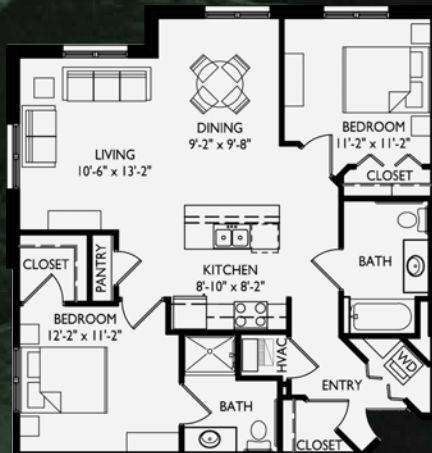 DINING
9'-2" x 9'-8"
BEDROOM
11'-2" x 11'-2"
LIVING
10'-6" x 13'-2"
CLOSET
CLOSET
PANTRY
KITCHEN
8'-10" x 8'-2"
BATH
BEDROOM
12'-2" x 11'-2"
HVAC
WD
ENTRY
BATH
CLOSET